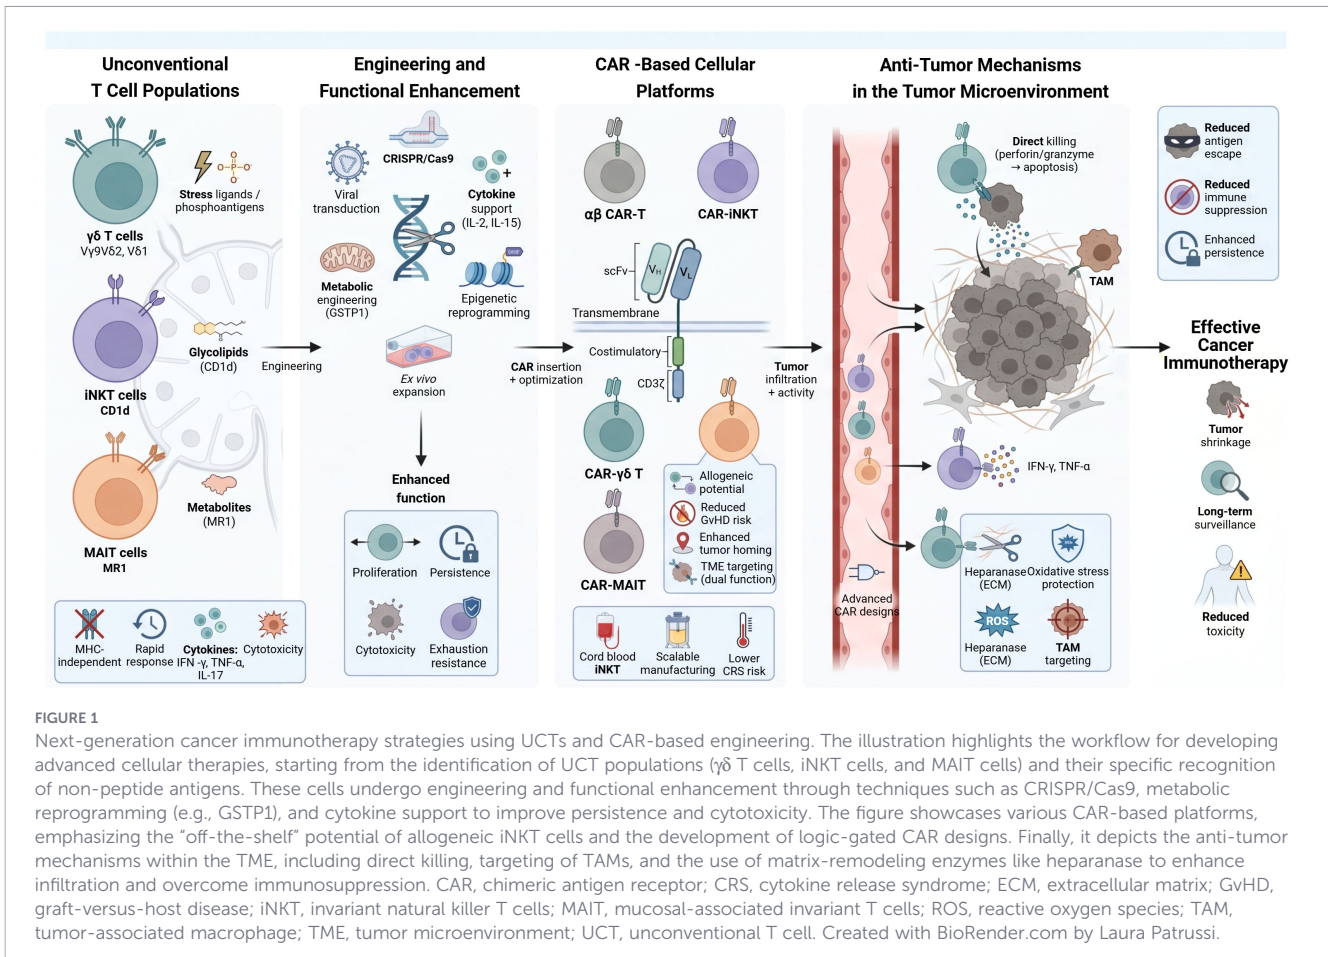 Unconventional
T Cell Populations
γδ T cells
Vγ9Vδ2, Vδ1
Stress ligands /
phosphoantigens
iNKT cells
CD1d
Glycolipids
(CD1d)
MAIT cells
MR1
Metabolites
(MR1)
MHC-
independent
Rapid
response
Cytokines:
IFN -γ, TNF-α,
IL-17
Cytotoxicity
Engineering
Engineering and
Functional Enhancement
CRISPR/Cas9
Viral
transduction
+
Cytokine
support
(IL-2, IL-15)
Metabolic
engineering
(GSTP1)
Epigenetic
reprogramming
Ex vivo
expansion
Enhanced
function
Proliferation
Persistence
Cytotoxicity
Exhaustion
resistance
CAR insertion
+ optimization
CAR -Based Cellular
Platforms
αβ CAR-T
CAR-iNKT
scFv
VH
VL
Transmembrane
Costimulatory
CD3ζ
CAR-γδ T
CAR-MAIT
Allogeneic
potential
Reduced
GvHD risk
Enhanced
tumor homing
TME targeting
(dual function)
Cord blood
iNKT
Scalable
manufacturing
Lower
CRS risk
Tumor
infiltration
+ activity
Anti-Tumor Mechanisms
in the Tumor Microenvironment
Direct killing
(perforin/granzyme
→ apoptosis)
TAM
IFN-γ, TNF-α
Advanced
CAR designs
Heparanase
(ECM)
Oxidative stress
protection
ROS
Heparanase
(ECM)
TAM
targeting
Reduced
antigen
escape
Reduced
immune
suppression
Enhanced
persistence
Effective
Cancer
Immunotherapy
Tumor
shrinkage
Long-term
surveillance
Reduced
toxicity
FIGURE 1
Next-generation cancer immunotherapy strategies using UCTs and CAR-based engineering. The illustration highlights the workflow for developing
advanced cellular therapies, starting from the identification of UCT populations (γδ T cells, iNKT cells, and MAIT cells) and their specific recognition
of non-peptide antigens. These cells undergo engineering and functional enhancement through techniques such as CRISPR/Cas9, metabolic
reprogramming (e.g., GSTP1), and cytokine support to improve persistence and cytotoxicity. The figure showcases various CAR-based platforms,
emphasizing the “off-the-shelf” potential of allogeneic iNKT cells and the development of logic-gated CAR designs. Finally, it depicts the anti-tumor
mechanisms within the TME, including direct killing, targeting of TAMs, and the use of matrix-remodeling enzymes like heparanase to enhance
infiltration and overcome immunosuppression. CAR, chimeric antigen receptor; CRS, cytokine release syndrome; ECM, extracellular matrix; GvHD,
graft-versus-host disease; iNKT, invariant natural killer T cells; MAIT, mucosal-associated invariant T cells; ROS, reactive oxygen species; TAM,
tumor-associated macrophage; TME, tumor microenvironment; UCT, unconventional T cell. Created with BioRender.com by Laura Patrussi.